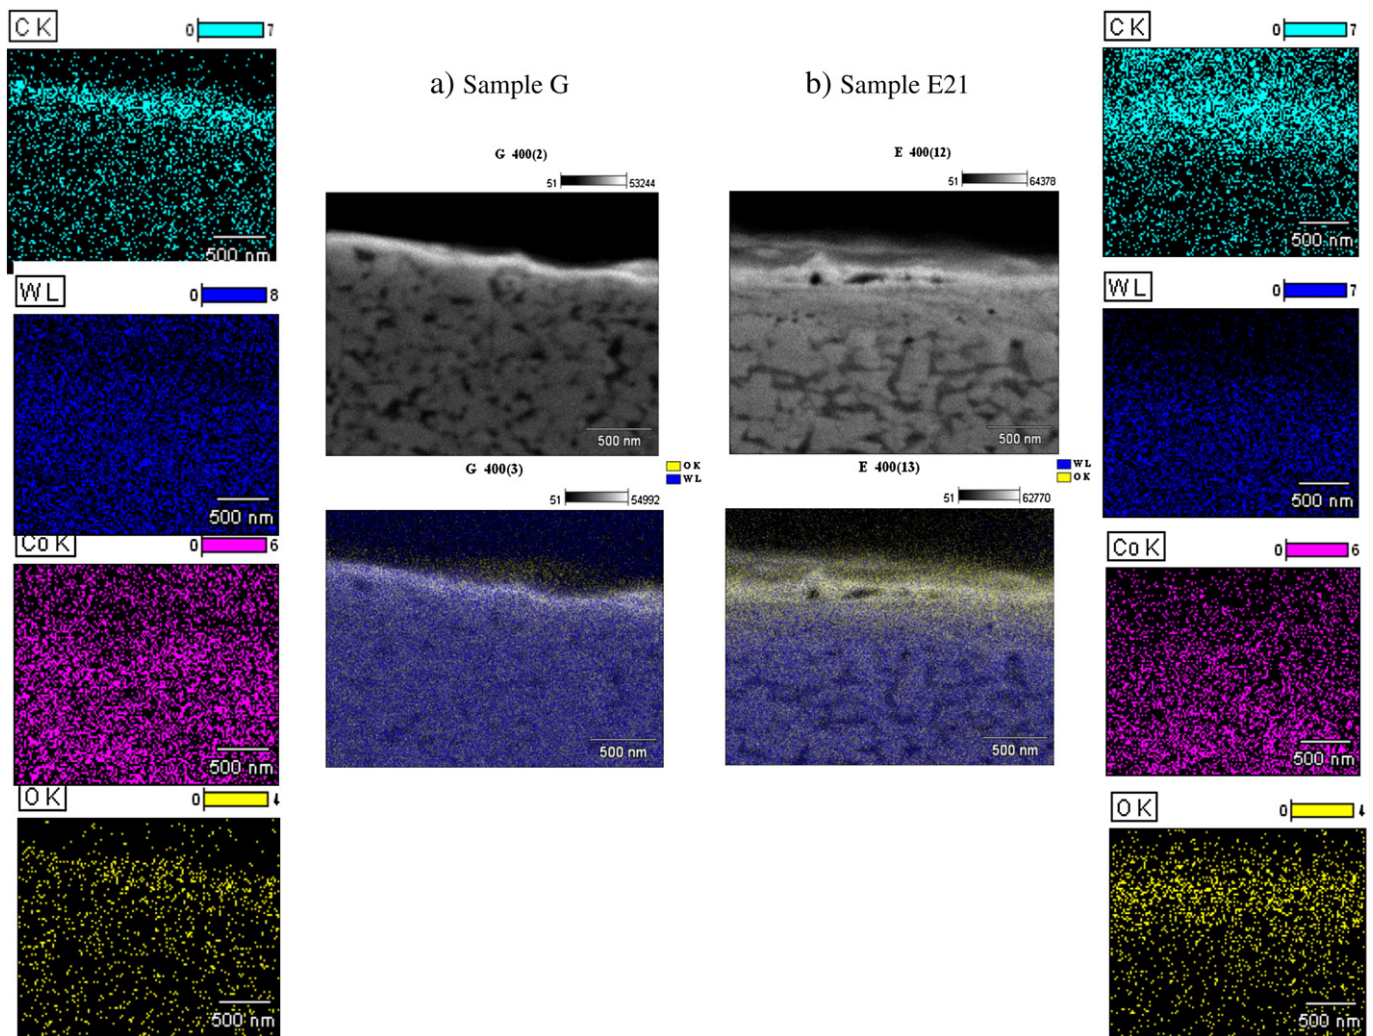 C K 0 7
500 nm
W L 0 8
500 nm
Co K 0 6
500 nm
O K 0 4
500 nm
a) Sample G
G 400(2)
51 53244
500 nm
G 400(3)
O K
W L
51 54992
500 nm
b) Sample E21
E 400(12)
51 64378
500 nm
E 400(13)
W L
O K
51 62770
500 nm
C K 0 7
500 nm
W L 0 7
500 nm
Co K 0 6
500 nm
O K 0 4
500 nm